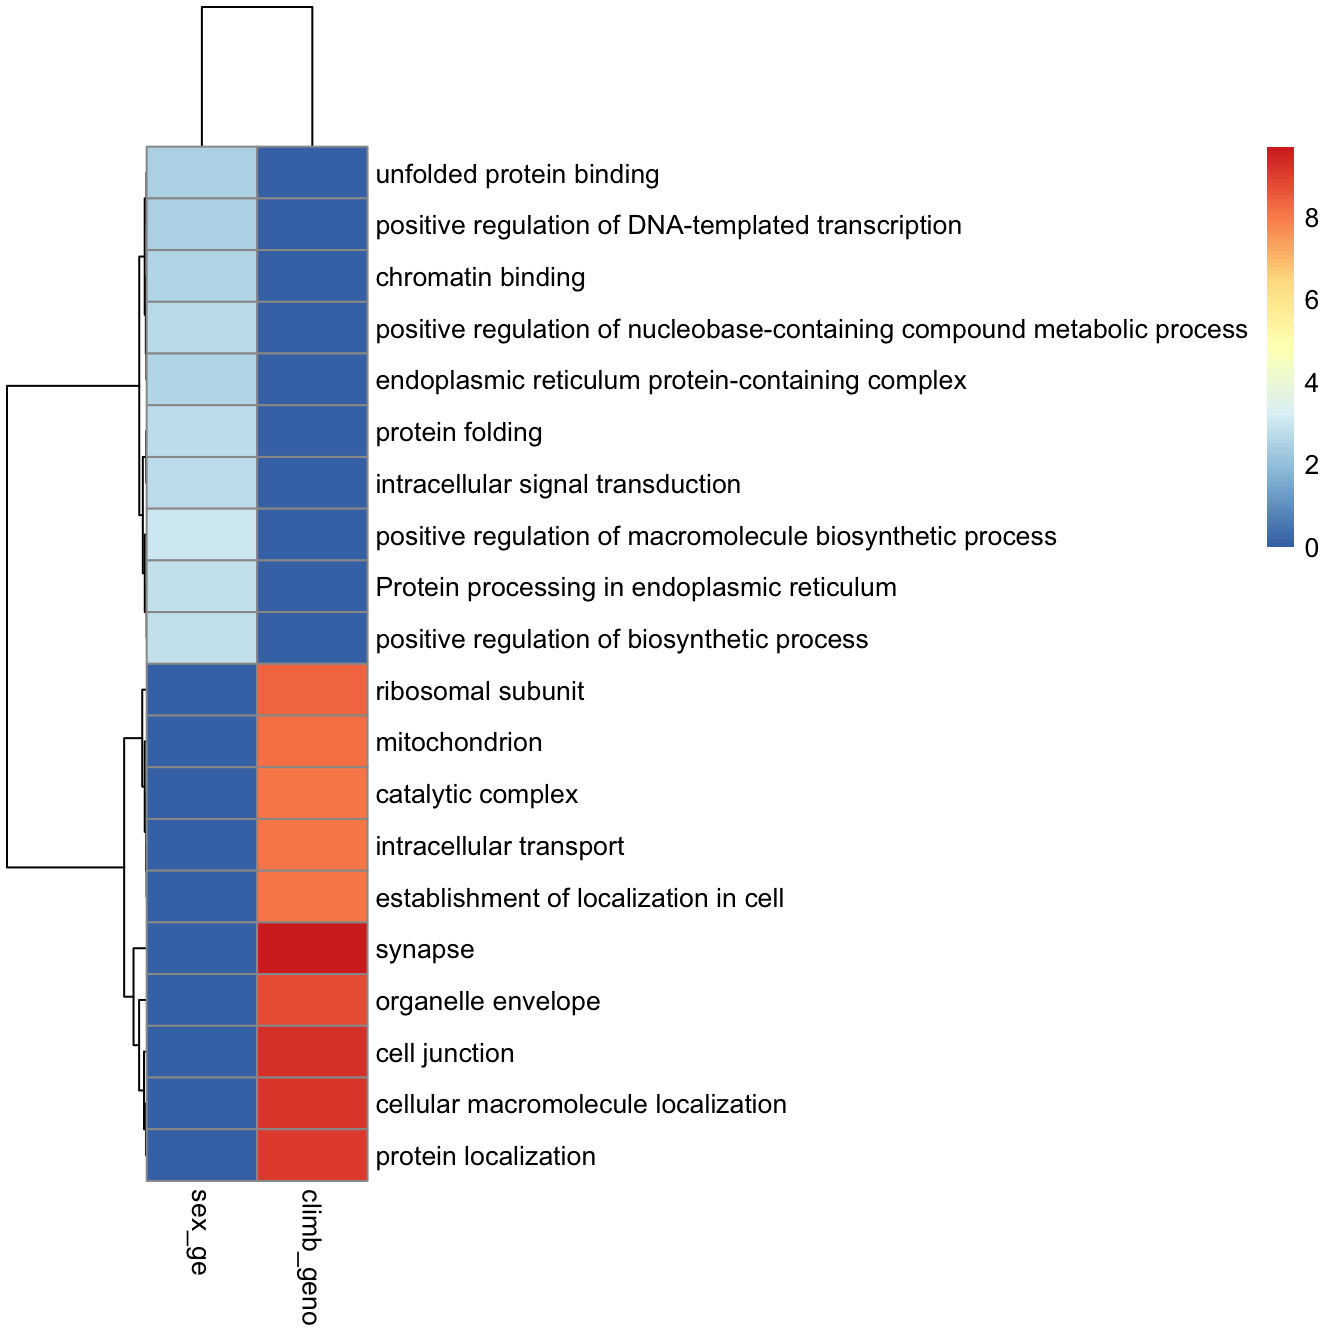 unfolded protein binding
positive regulation of DNA-templated transcription
chromatin binding
positive regulation of nucleobase-containing compound metabolic process
endoplasmic reticulum protein-containing complex
protein folding
intracellular signal transduction
positive regulation of macromolecule biosynthetic process
Protein processing in endoplasmic reticulum
positive regulation of biosynthetic process
ribosomal subunit
mitochondrion
catalytic complex
intracellular transport
establishment of localization in cell
synapse
organelle envelope
cell junction
cellular macromolecule localization
protein localization
sex_ge
climb_geno
8
6
4
2
0